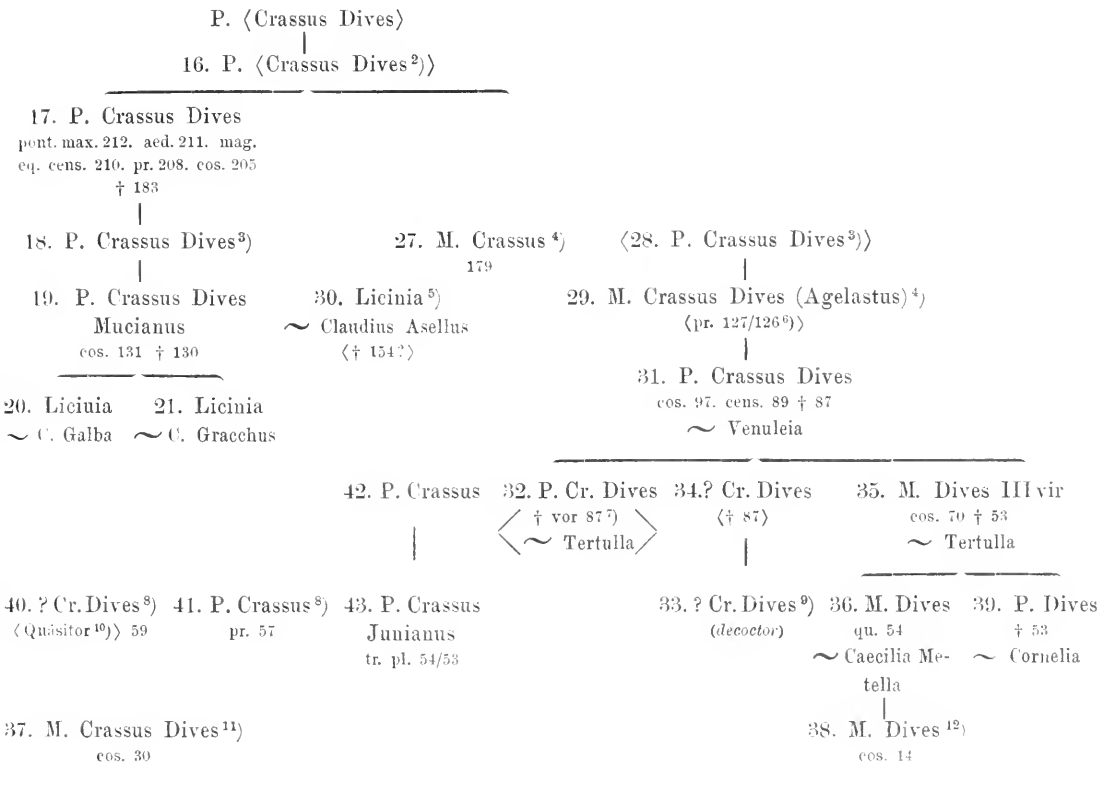 P. ⟨Crassus Dives⟩
16. P. ⟨Crassus Dives²)⟩
17. P. Crassus Dives
pont. max. 212. aed. 211. mag.
eq. cens. 210. pr. 208. cos. 205
† 183
18. P. Crassus Dives³)
27. M. Crassus⁴)
179
⟨28. P. Crassus Dives³)⟩
19. P. Crassus Dives
Mucianus
cos. 131 † 130
30. Licinia⁵)
~ Claudius Asellus
⟨† 154?⟩
29. M. Crassus Dives (Agelastus)⁴)
⟨pr. 127/126⁶)⟩
31. P. Crassus Dives
cos. 97. cens. 89 † 87
~ Venuleia
20. Licinia
~ C. Galba
21. Licinia
~ C. Gracchus
42. P. Crassus
32. P. Cr. Dives
† vor 87⁷)
~ Tertulla
34.? Cr. Dives
⟨† 87⟩
35. M. Dives IIIvir
cos. 70 † 53
~ Tertulla
40. ? Cr. Dives⁸)
⟨Quäsitor¹⁰)⟩ 59
41. P. Crassus⁸)
pr. 57
43. P. Crassus
Junianus
tr. pl. 54/53
33. ? Cr. Dives⁹)
(decoctor)
36. M. Dives
qu. 54
~ Caecilia Me-
tella
39. P. Dives
† 53
~ Cornelia
37. M. Crassus Dives¹¹)
cos. 30
38. M. Dives¹²)
cos. 14